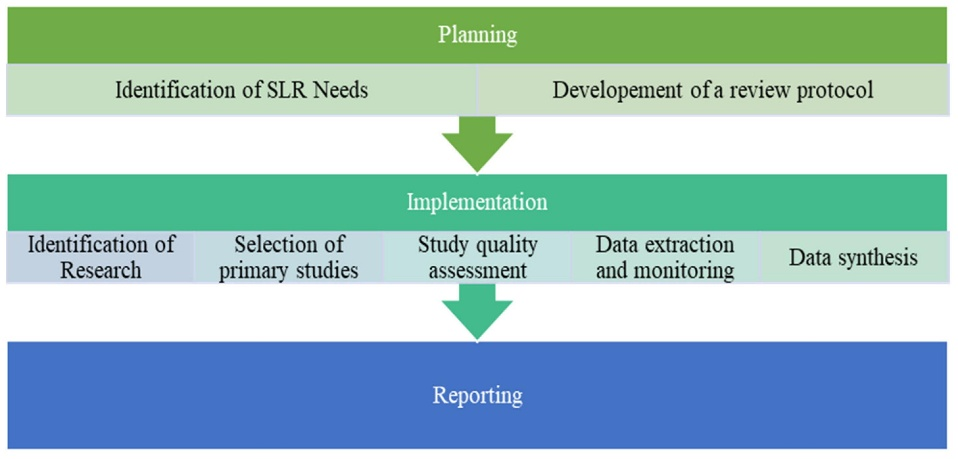 Planning
Identification of SLR Needs
Developement of a review protocol
Implementation
Identification of
Research
Selection of
primary studies
Study quality
assessment
Data extraction
and monitoring
Data synthesis
Reporting